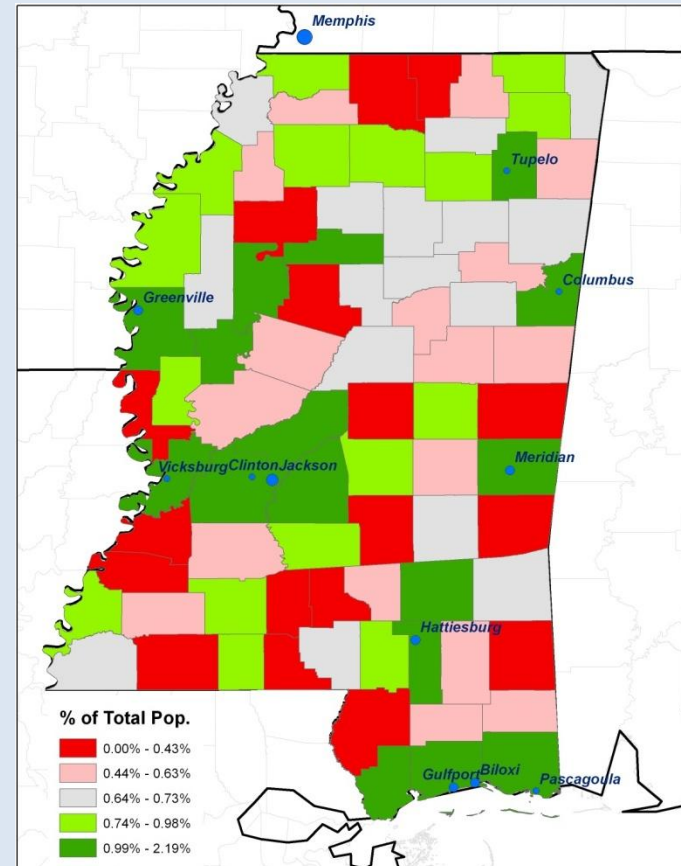 Memphis
Tupelo
Columbus
Greenville
Vicksburg
Clinton
Jackson
Meridian
Hattiesburg
Gulfport
Biloxi
Pascagoula
% of Total Pop.
0.00% - 0.43%
0.44% - 0.63%
0.64% - 0.73%
0.74% - 0.98%
0.99% - 2.19%